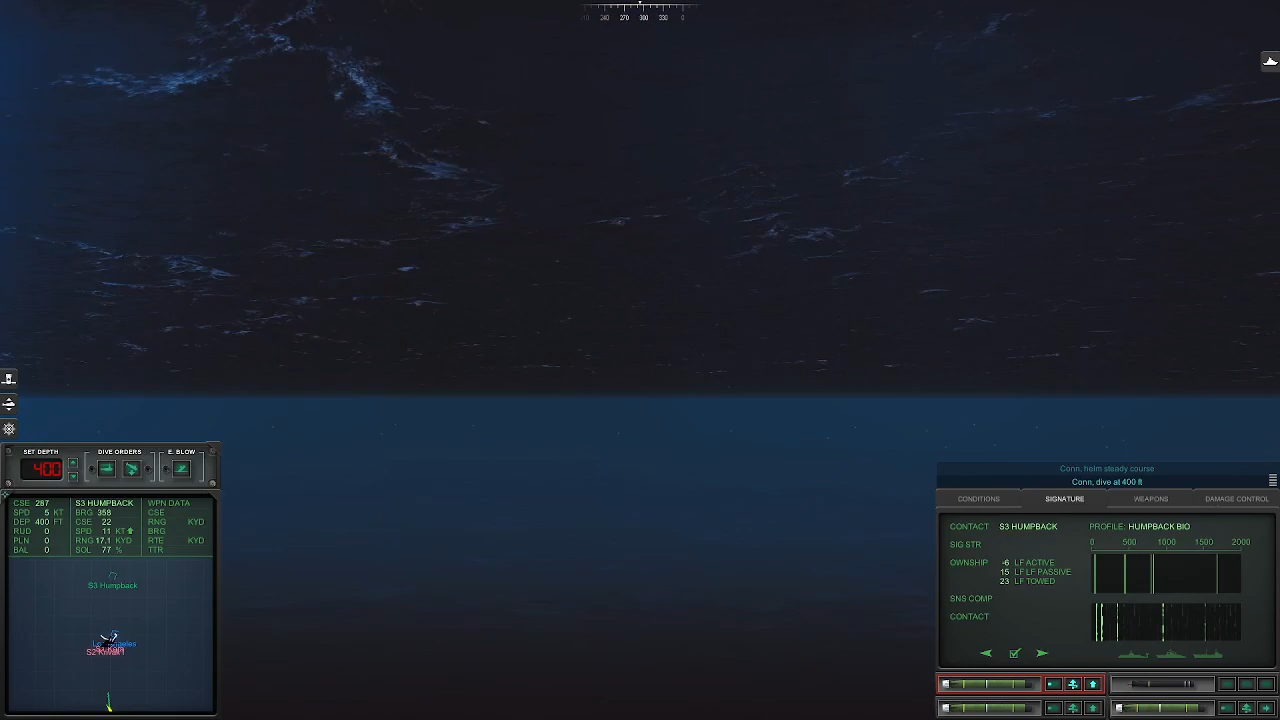 240 270 300 330 0
SET DEPTH DIVE ORDERS E. BLOW
400
CSE 287 S3 HUMPBACK WPN DATA
SPD 5 KT BRG 358 CSE
DEP 400 FT CSE 22 RNG KYD
RUD 0 SPD 11 KT BRG
PLN 0 RNG 17.1 KYD RTE KYD
BAL 0 SOL 77 % TTR
S3 Humpback
Conn, helm steady course
Conn, dive at 400 ft
CONDITIONS SIGNATURE WEAPONS DAMAGE CONTROL
CONTACT S3 HUMPBACK PROFILE: HUMPBACK BIO
SIG STR 0 500 1000 1500 2000
OWNSHIP -6 LF ACTIVE
15 LF LF PASSIVE
23 LF TOWED
SNS COMP
CONTACT